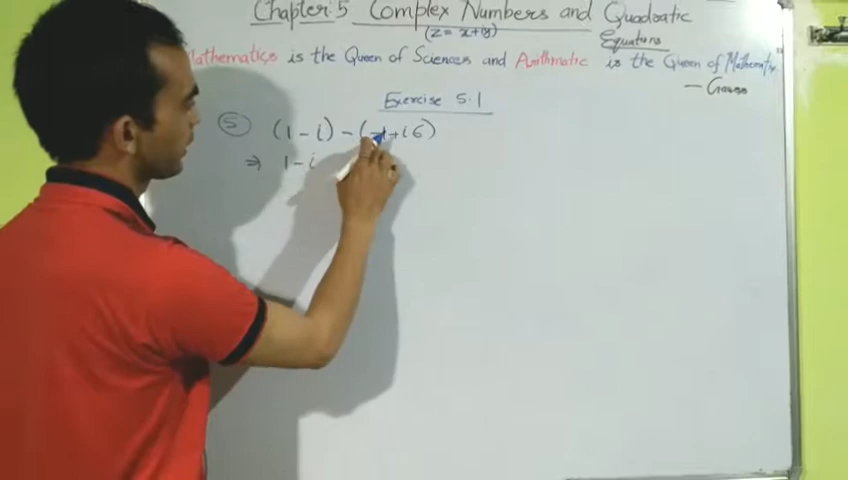 Chapter: 5 Complex Numbers and Quadratic
(z = x+iy) Equations
Mathematics is the Queen of Sciences and Arithmatic is the Queen of Mathematics"
— Gauss
Exercise 5.1
(5) (1 - i) - (-1 + i6)
⇒ 1 - i